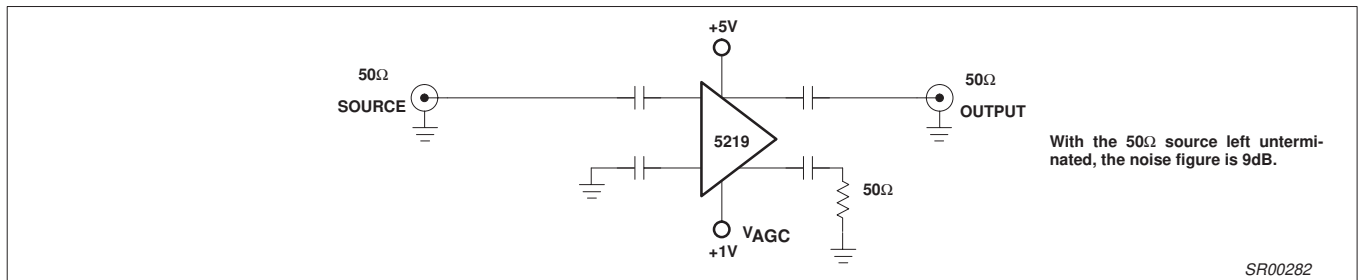 +5V
50Ω
50Ω
SOURCE
OUTPUT
5219
With the 50Ω source left untermi-
nated, the noise figure is 9dB.
50Ω
VAGC
+1V
SR00282